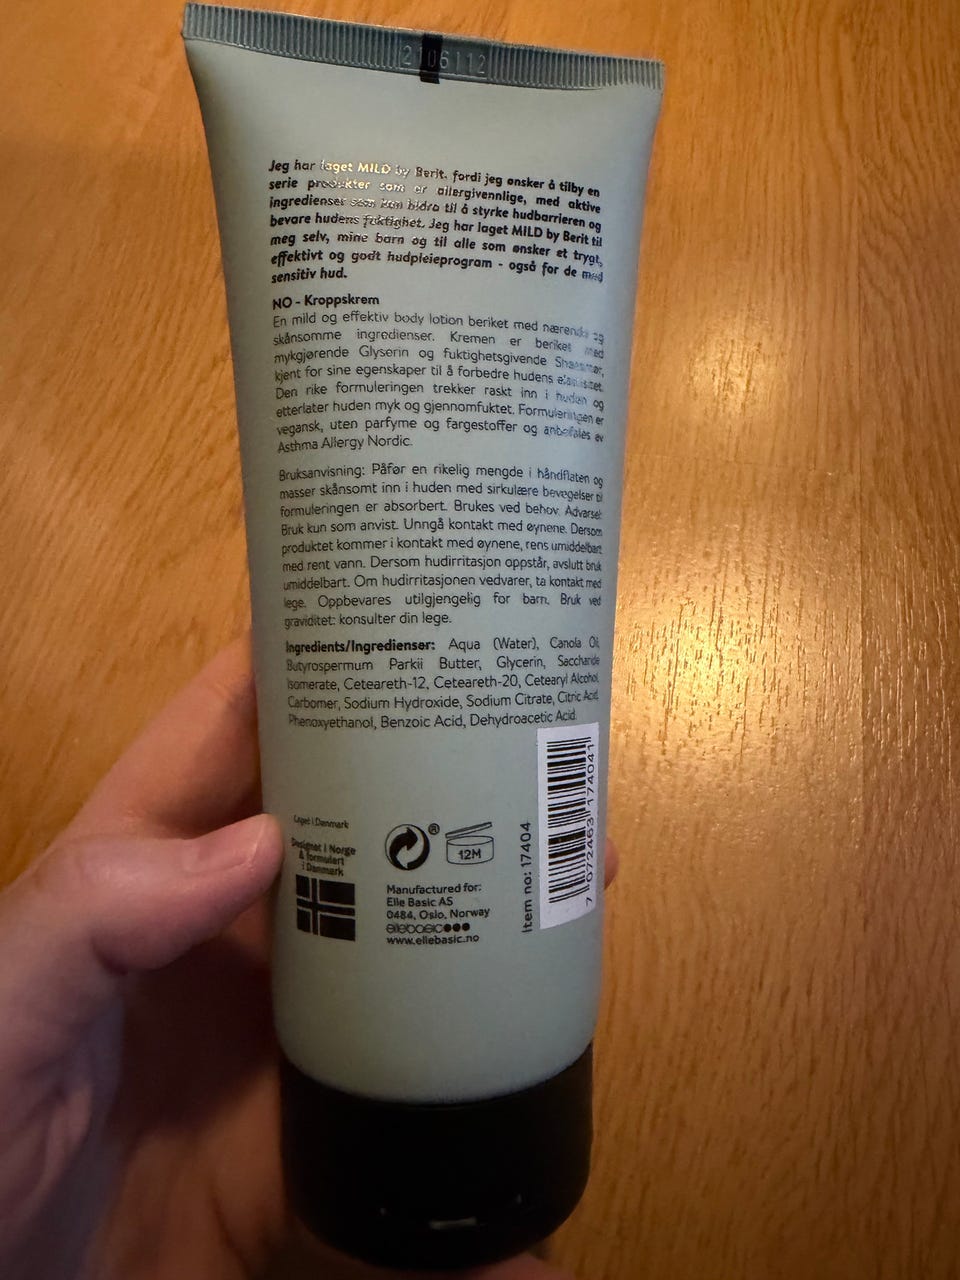 2106112
Jeg har laget MILD by Berit, fordi jeg ønsker å tilby en
serie produkter som er allergivennlige, med aktive
ingredienser som kan bidra til å styrke hudbarrieren og
bevare hudens fuktighet. Jeg har laget MILD by Berit til
meg selv, mine barn og til alle som ønsker et trygt,
effektivt og godt hudpleieprogram - også for de med
sensitiv hud.
NO - Kroppskrem
En mild og effektiv body lotion beriket med nærende og
skånsomme ingredienser. Kremen er beriket med
mykgjørende Glyserin og fuktighetsgivende
kjent for sine egenskaper til å forbedre hudens elastisitet.
Den rike formuleringen trekker raskt inn i huden og
etterlater huden myk og gjennomfuktet. Formuleringen er
vegansk, uten parfyme og fargestoffer og anbefales av
Asthma Allergy Nordic.
Bruksanvisning: Påfør en rikelig mengde i håndflaten og
masser skånsomt inn i huden med sirkulære bevegelser til
formuleringen er absorbert. Brukes ved behov. Advarsel:
Bruk kun som anvist. Unngå kontakt med øynene. Dersom
produktet kommer i kontakt med øynene, rens umiddelbart
med rent vann. Dersom hudirritasjon oppstår, avslutt bruk
umiddelbart. Om hudirritasjonen vedvarer, ta kontakt med
lege. Oppbevares utilgjengelig for barn. Bruk ved
graviditet: konsulter din lege.
Ingredients/Ingredienser: Aqua (Water), Canola Oil,
Butyrospermum Parkii Butter, Glycerin, Saccharide
Isomerate, Ceteareth-12, Ceteareth-20, Cetearyl Alcohol,
Carbomer, Sodium Hydroxide, Sodium Citrate, Citric Acid,
Phenoxyethanol, Benzoic Acid, Dehydroacetic Acid.
Laget i Danmark
Designet i Norge
& formulert
i Danmark
®
12M
Manufactured for:
Elle Basic AS
0484, Oslo, Norway
ellebasic
www.ellebasic.no
Item no: 17404
7 072463 174041